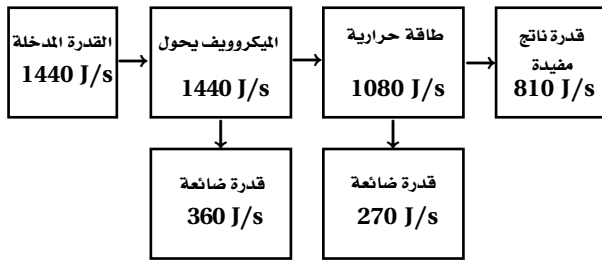 القدرة المدخلة
1440 J/s
الميكروويف يحول
1440 J/s
طاقة حرارية
1080 J/s
قدرة ناتج
مفيدة
810 J/s
قدرة ضائعة
360 J/s
قدرة ضائعة
270 J/s